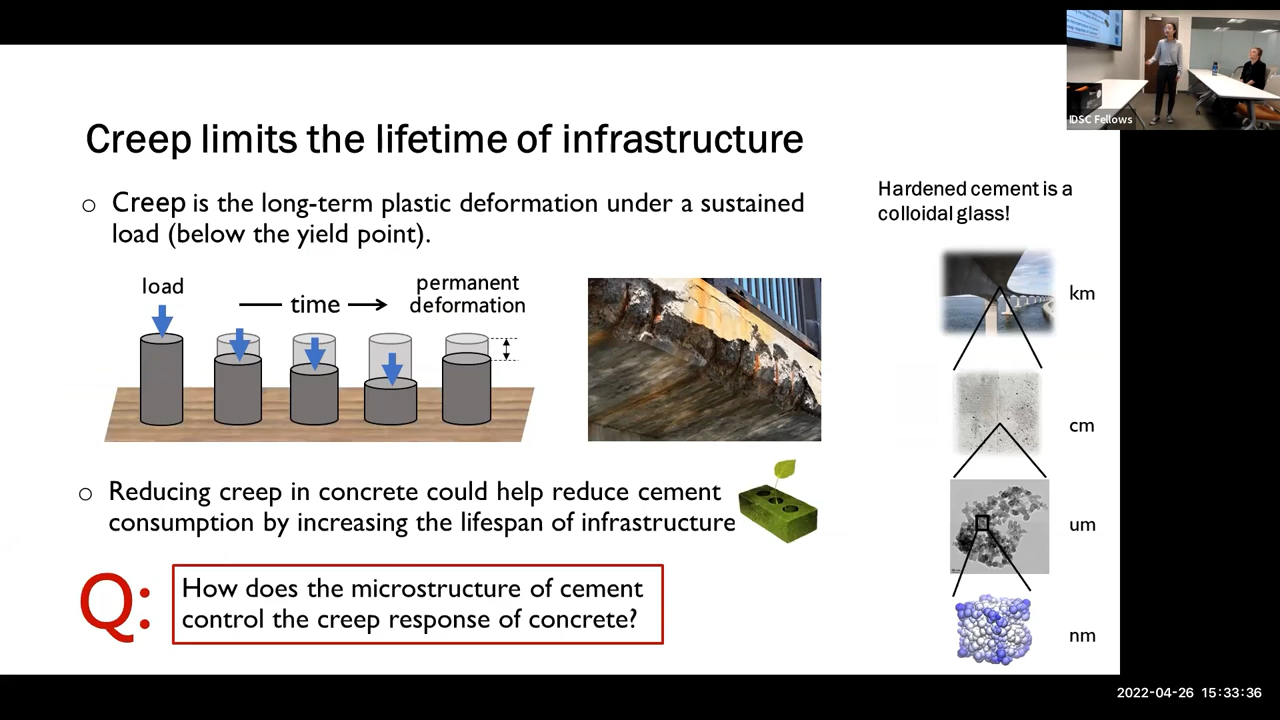 IDSC Fellows
Creep limits the lifetime of infrastructure
Creep is the long-term plastic deformation under a sustained
load (below the yield point).
load
time
permanent
deformation
Reducing creep in concrete could help reduce cement
consumption by increasing the lifespan of infrastructure
Q:
How does the microstructure of cement
control the creep response of concrete?
Hardened cement is a
colloidal glass!
km
cm
um
nm
2022-04-26 15:33:36